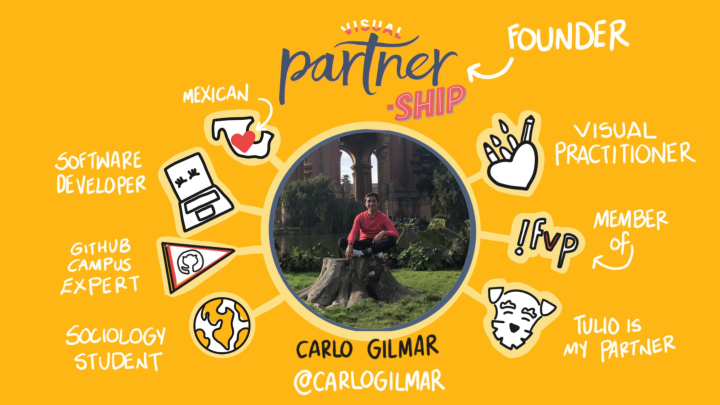 VISUAL
partner
·SHIP
FOUNDER
MEXICAN
SOFTWARE
DEVELOPER
GITHUB
CAMPUS
EXPERT
SOCIOLOGY
STUDENT
VISUAL
PRACTITIONER
!fvp
MEMBER
of
TULIO IS
MY PARTNER
CARLO GILMAR
@CARLOGILMAR